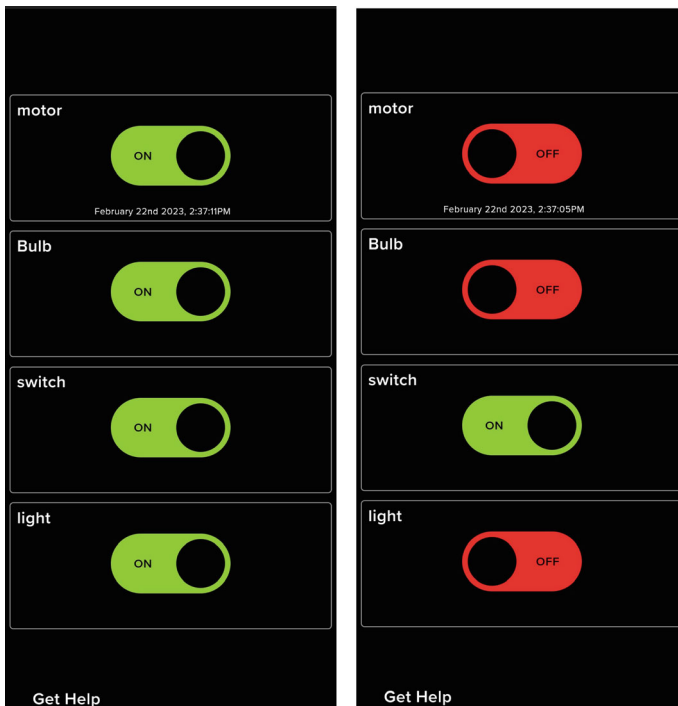 motor
ON
February 22nd 2023, 2:37:11PM
Bulb
ON
switch
ON
light
ON
Get Help
motor
OFF
February 22nd 2023, 2:37:05PM
Bulb
OFF
switch
ON
light
OFF
Get Help